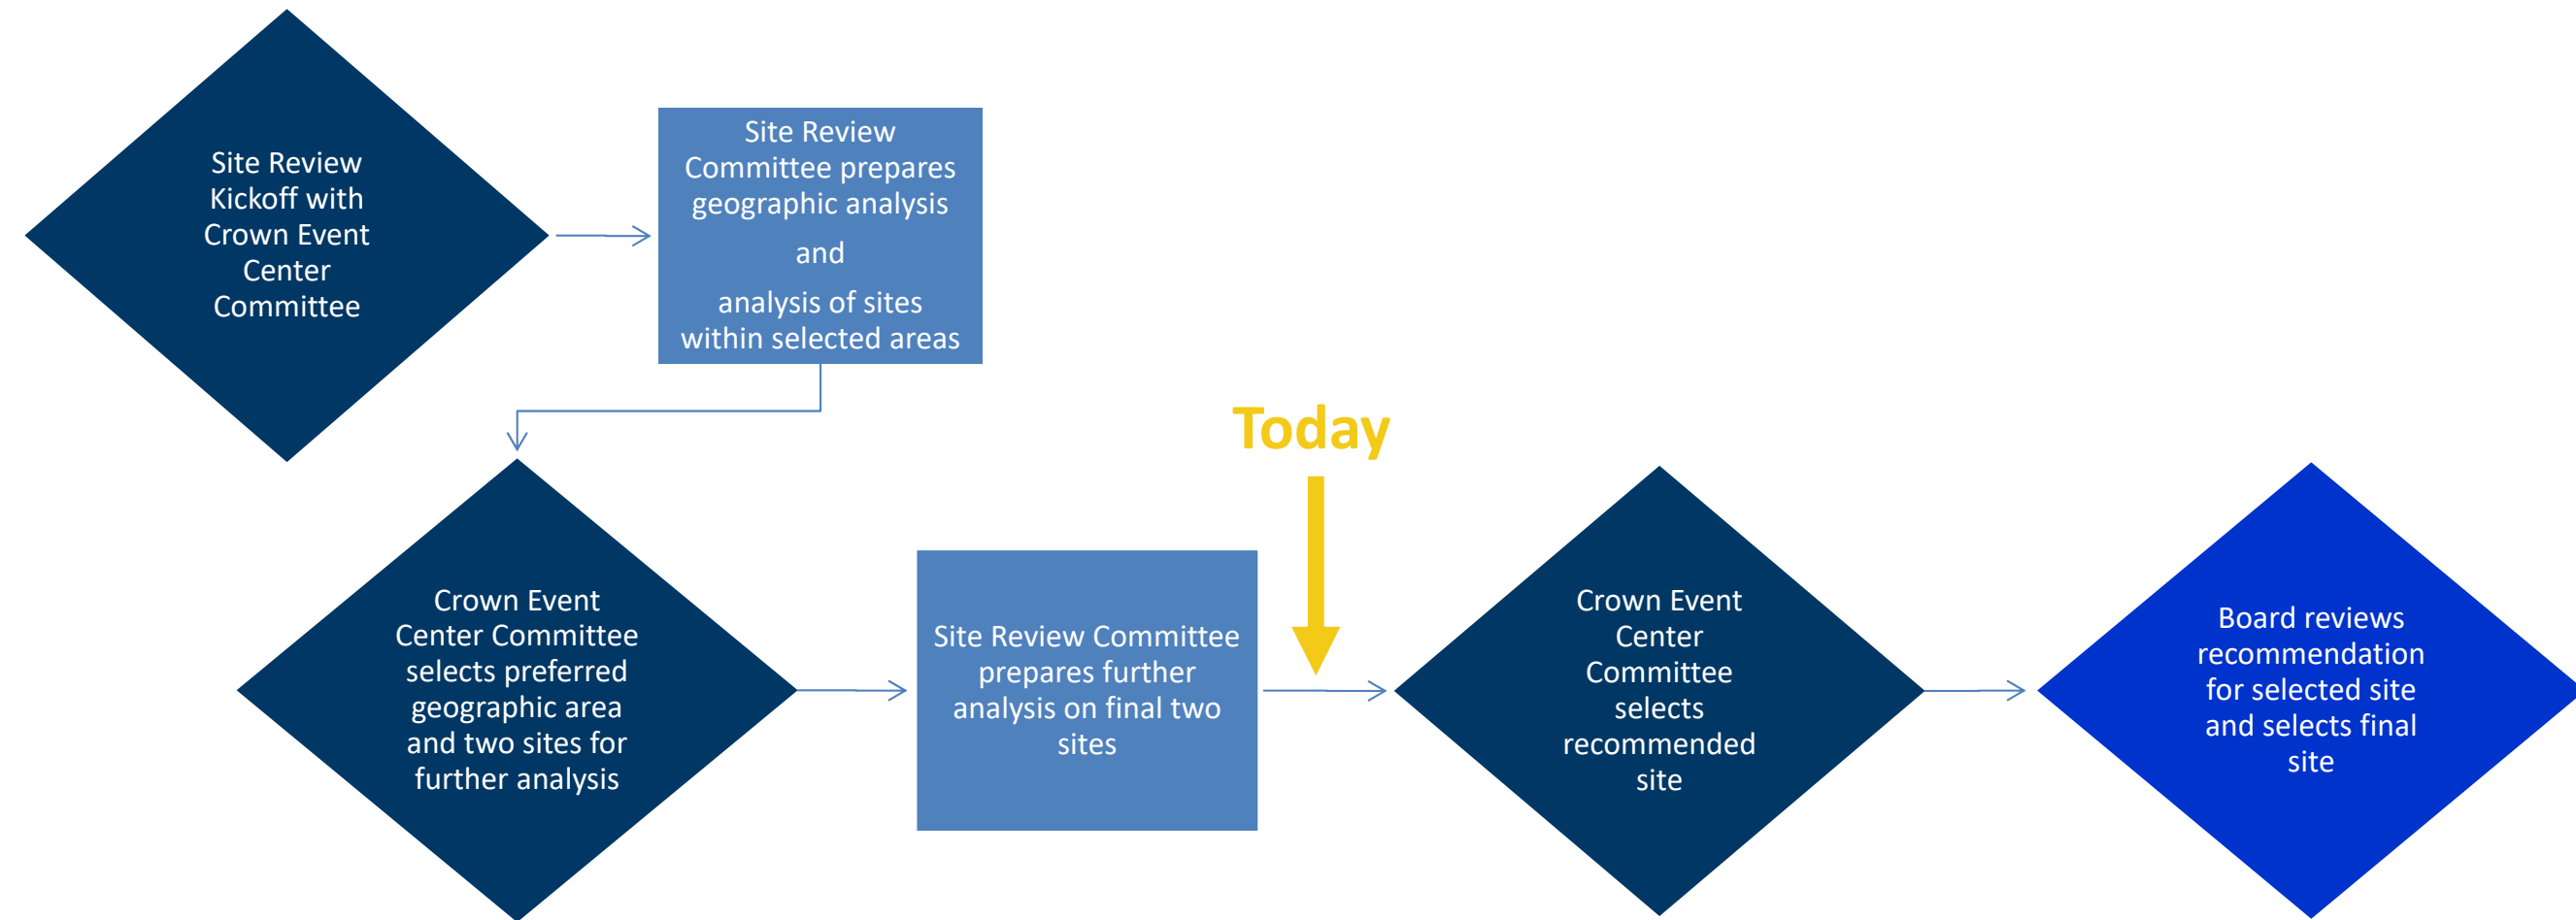 Site Review
Kickoff with
Crown Event
Center
Committee
Site Review
Committee prepares
geographic analysis
and
analysis of sites
within selected areas
Crown Event
Center Committee
selects preferred
geographic area
and two sites for
further analysis
Site Review Committee
prepares further
analysis on final two
sites
Today
Crown Event
Center
Committee
selects
recommended
site
Board reviews
recommendation
for selected site
and selects final
site